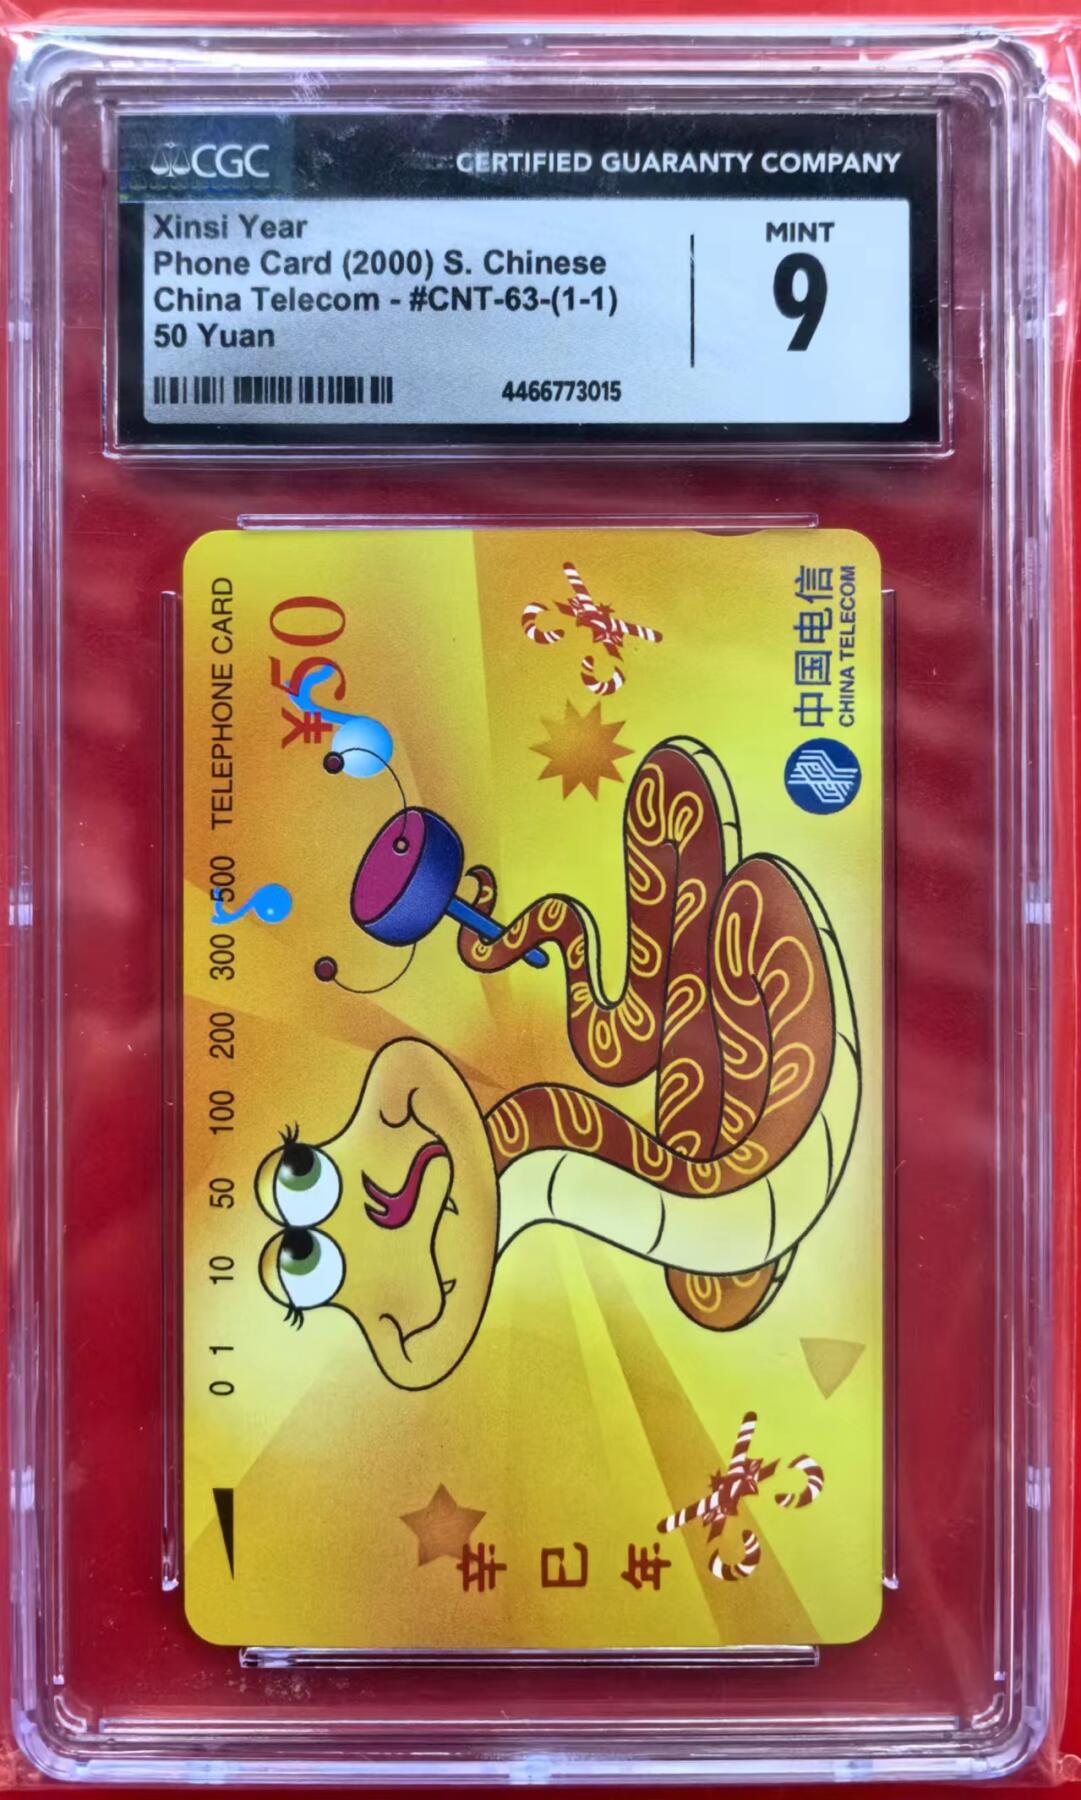 CGC
CERTIFIED GUARANTY COMPANY
Xinsi Year
Phone Card (2000) S. Chinese
China Telecom - #CNT-63-(1-1)
50 Yuan
4466773015
MINT
9
0 1 10 50 100 200 300 500 TELEPHONE CARD
¥50
中国电信
CHINA TELECOM
辛巳年